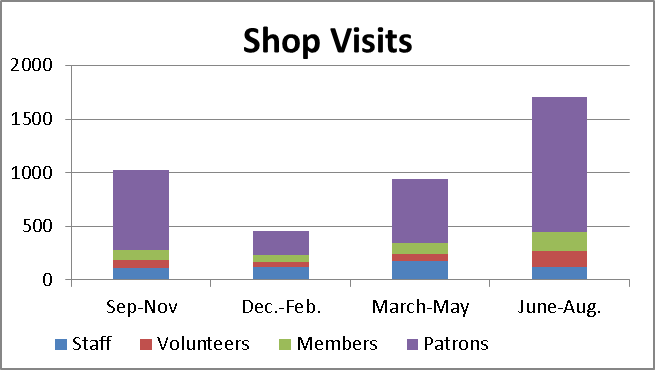 Shop Visits
2000
1500
1000
500
0
Sep-Nov Dec.-Feb. March-May June-Aug.
Staff Volunteers Members Patrons